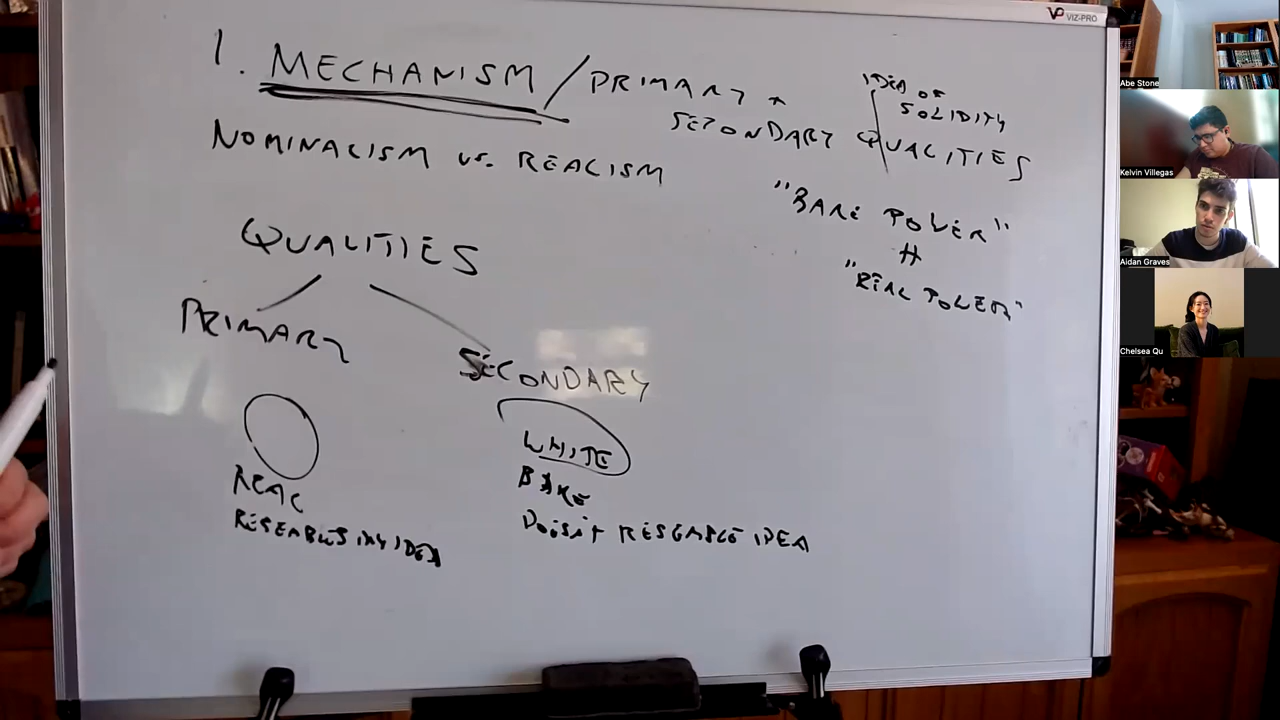 VP VIZ-PRO
1. MECHANISM / PRIMARY +
SECONDARY QUALITIES
IDEA OF
SOLIDITY
NOMINALISM vs. REALISM
"BARE POWER"
≠
"REAL POWER"
QUALITIES
PRIMARY
SECONDARY
WHITE
REAL
BARE
RESEMBLES MY IDEA
DOESN'T RESEMBLE IDEA
Abe Stone
Kelvin Villegas
Aidan Graves
Chelsea Qu